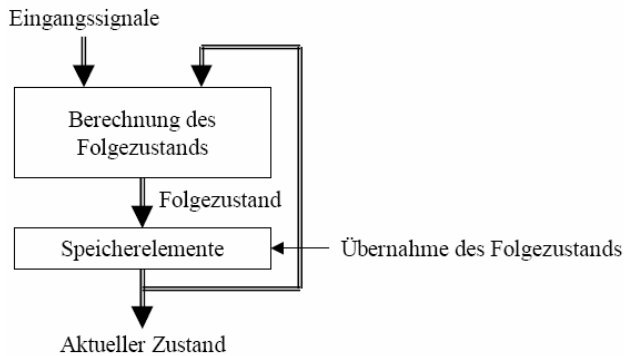 Eingangssignale
Berechnung des
Folgezustands
Folgezustand
Speicherelemente
Übernahme des Folgezustands
Aktueller Zustand